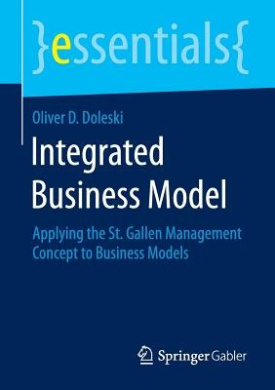 }essentials{
Oliver D. Doleski
Integrated
Business Model
Applying the St. Gallen Management
Concept to Business Models
Springer Gabler